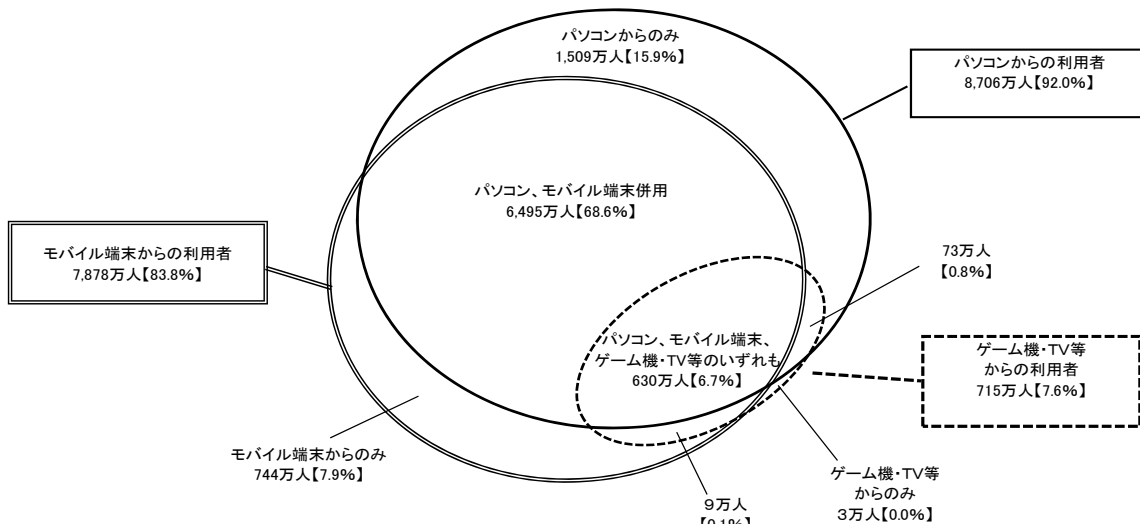 パソコンからのみ
1,509万人【15.9%】
パソコンからの利用者
8,706万人【92.0%】
パソコン、モバイル端末併用
6,495万人【68.6%】
モバイル端末からの利用者
7,878万人【83.8%】
73万人
【0.8%】
パソコン、モバイル端末、
ゲーム機・TV等のいずれも
630万人【6.7%】
ゲーム機・TV等
からの利用者
715万人【7.6%】
モバイル端末からのみ
744万人【7.9%】
ゲーム機・TV等
からのみ
3万人【0.0%】
9万人
【0.1%】